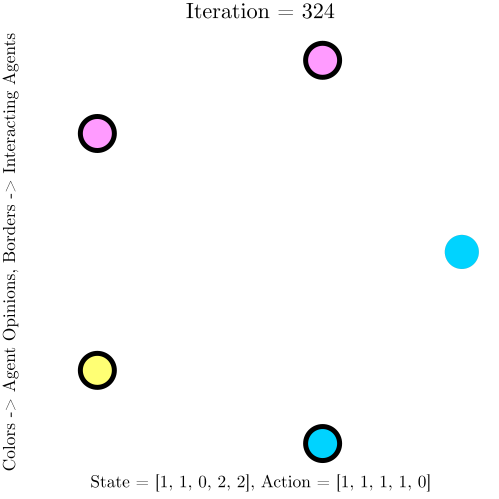 Iteration = 324
Colors -> Agent Opinions, Borders -> Interacting Agents
State = [1, 1, 0, 2, 2], Action = [1, 1, 1, 1, 0]